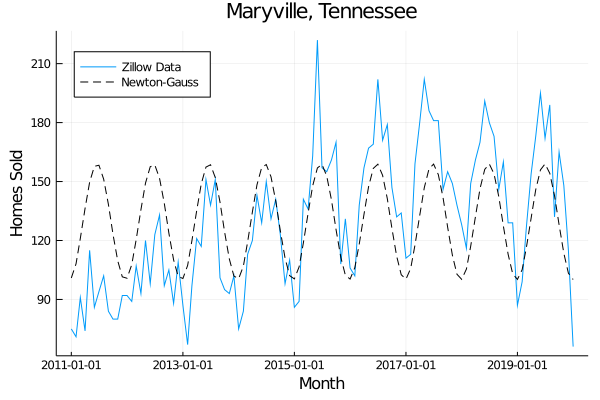 Maryville, Tennessee
Zillow Data
Newton-Gauss
210
180
150
120
90
Homes Sold
2011-01-01 2013-01-01 2015-01-01 2017-01-01 2019-01-01
Month